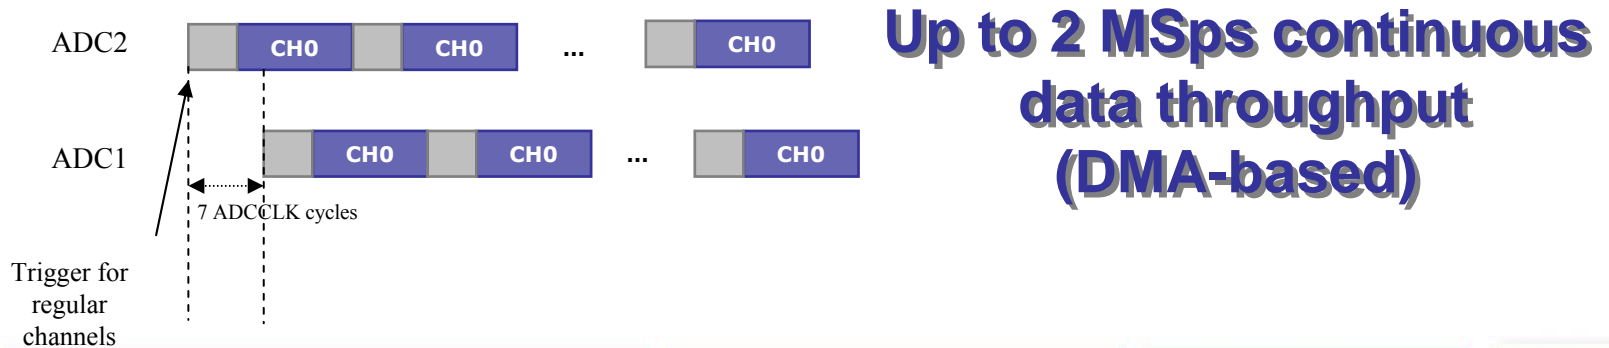 ADC2
CH0
CH0
...
CH0
ADC1
CH0
CH0
...
CH0
7 ADCCLK cycles
Trigger for
regular
channels
Up to 2 MSps continuous
data throughput
(DMA-based)